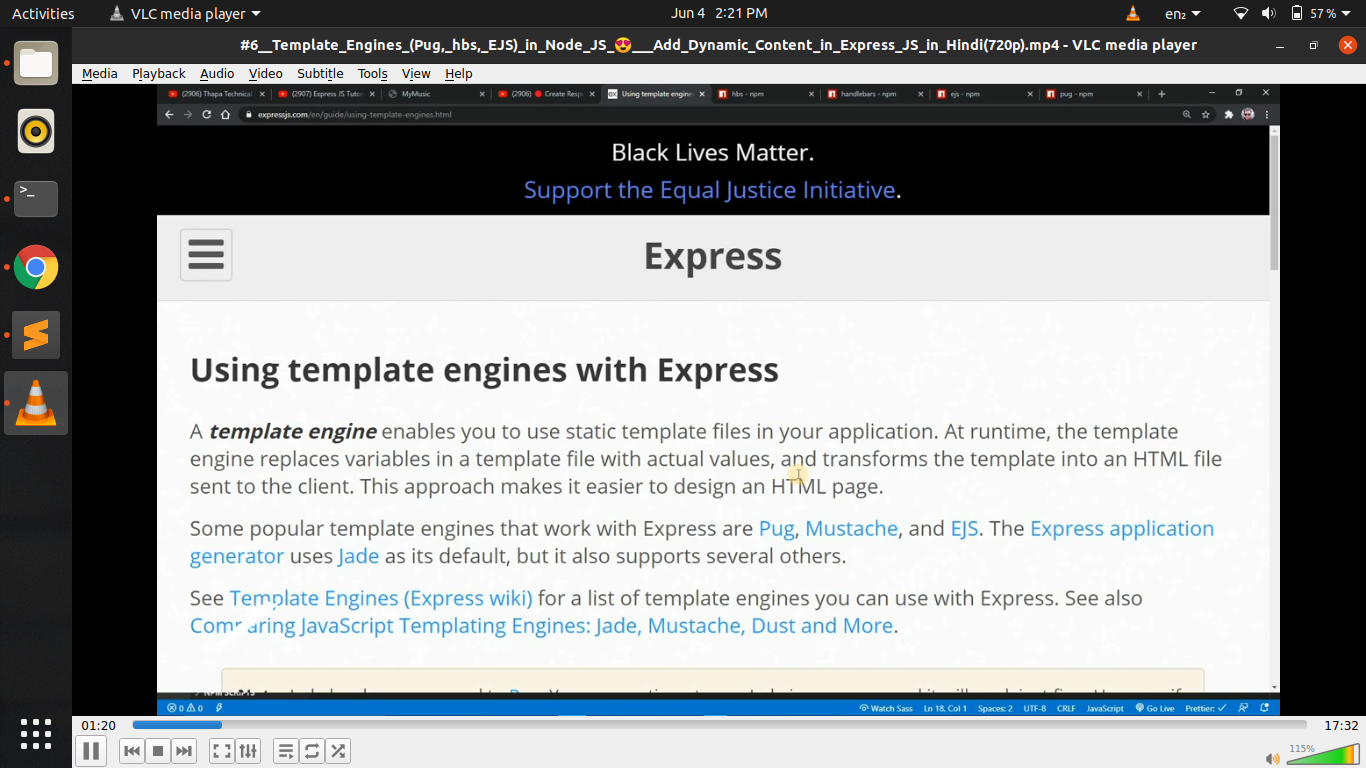 Activities VLC media player Jun 4 2:21 PM en₂ 57 %
#6__Template_Engines_(Pug,_hbs,_EJS)_in_Node_JS_😍___Add_Dynamic_Content_in_Express_JS_in_Hindi(720p).mp4 - VLC media player
Media Playback Audio Video Subtitle Tools View Help
(2906) Thapa Technical (2907) Express JS Tutor MyMusic (2906) 🔴 Create Resp Using template engine hbs - npm handlebars - npm ejs - npm pug - npm
expressjs.com/en/guide/using-template-engines.html
Black Lives Matter.
Support the Equal Justice Initiative.
Express
Using template engines with Express
A template engine enables you to use static template files in your application. At runtime, the template
engine replaces variables in a template file with actual values, and transforms the template into an HTML file
sent to the client. This approach makes it easier to design an HTML page.
Some popular template engines that work with Express are Pug, Mustache, and EJS. The Express application
generator uses Jade as its default, but it also supports several others.
See Template Engines (Express wiki) for a list of template engines you can use with Express. See also
Comparing JavaScript Templating Engines: Jade, Mustache, Dust and More.
NPM SCRIPTS
0 0 Watch Sass Ln 18, Col 1 Spaces: 2 UTF-8 CRLF JavaScript Go Live Prettier: ✓
01:20 17:32
115%